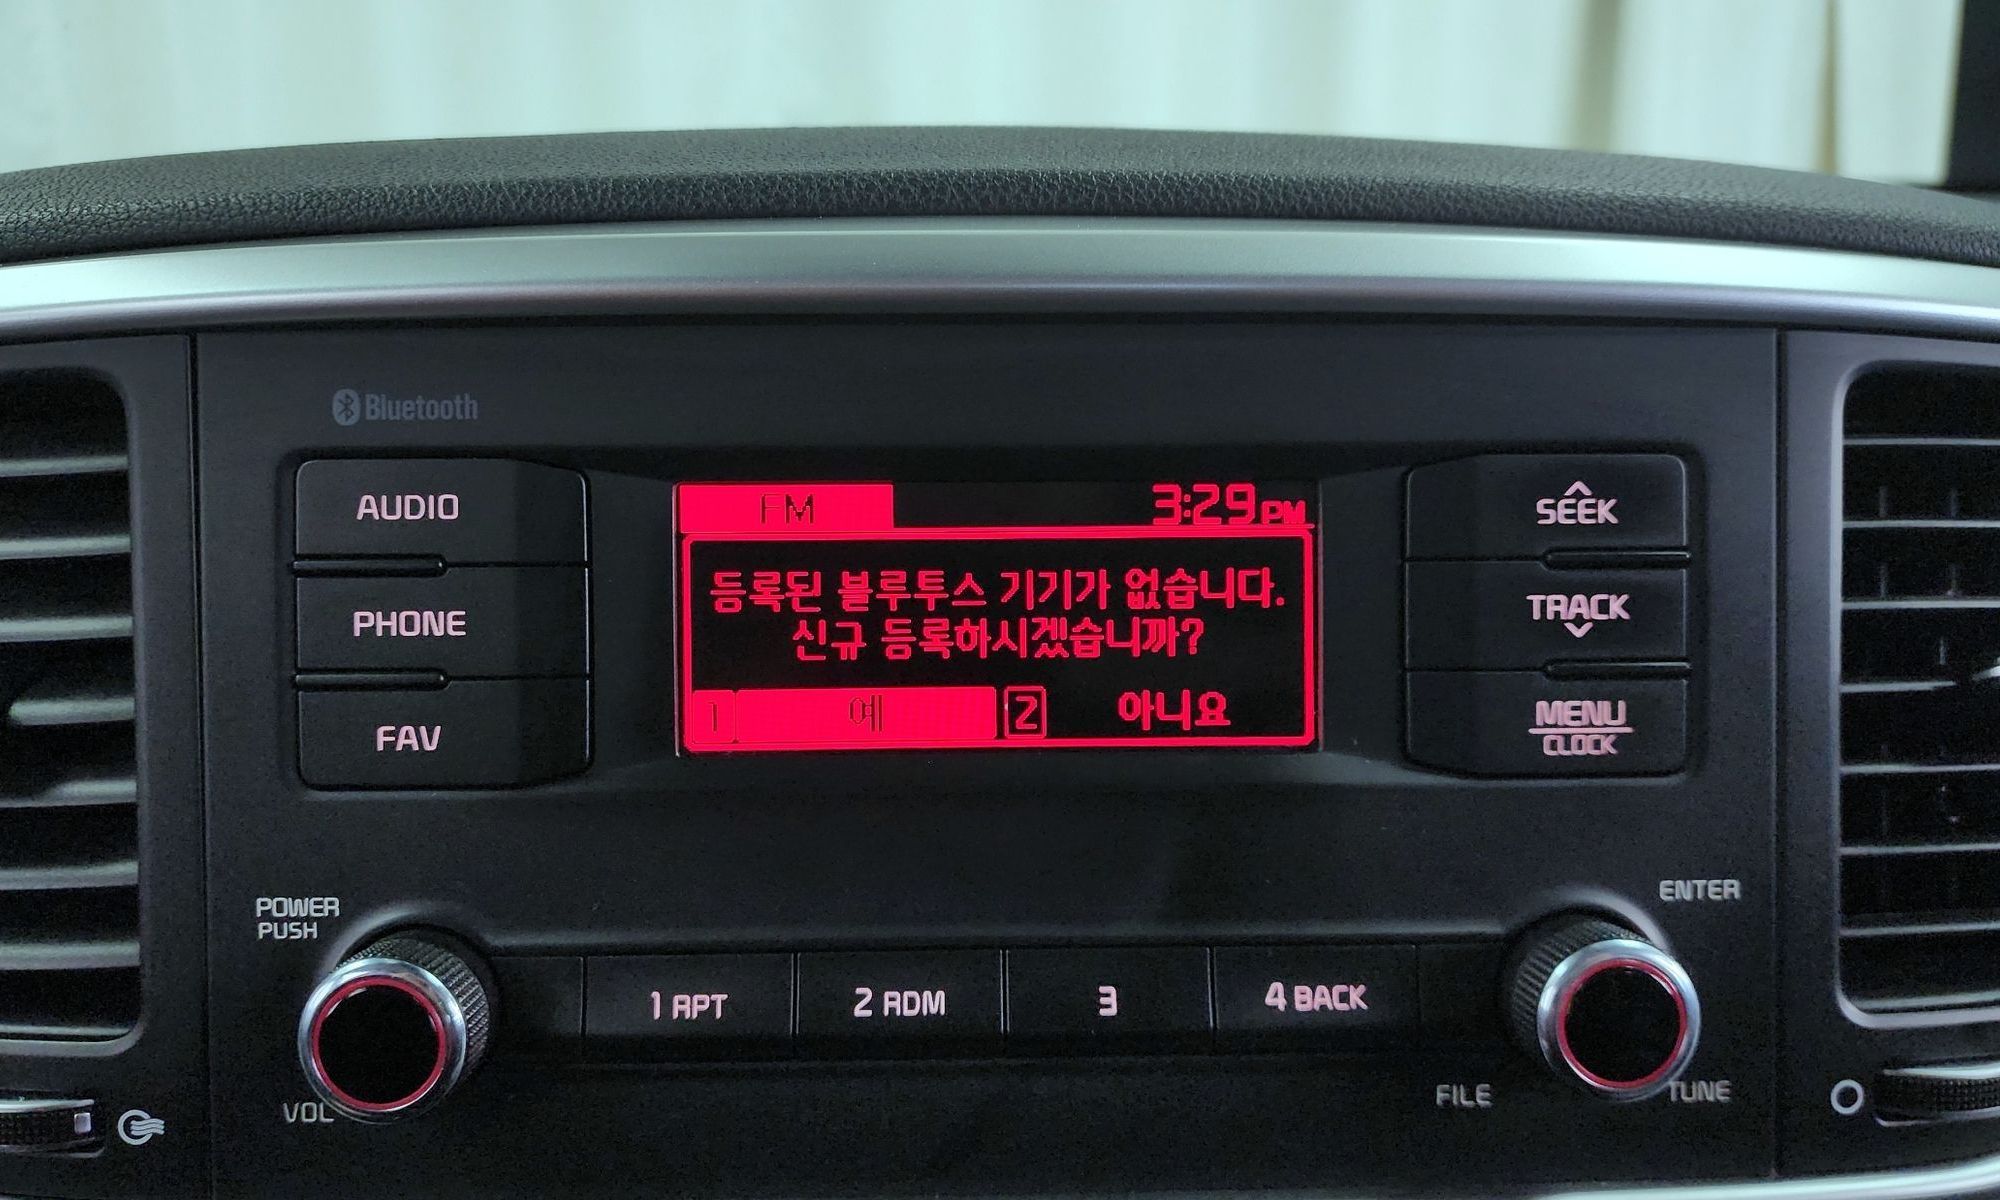 Bluetooth
AUDIO
PHONE
FAV
FM 3:29PM
등록된 블루투스 기기가 없습니다.
신규 등록하시겠습니까?
1 예 2 아니요
SEEK
TRACK
MENU
CLOCK
POWER
PUSH
VOL
1 RPT 2 RDM 3 4 BACK
ENTER
FILE TUNE